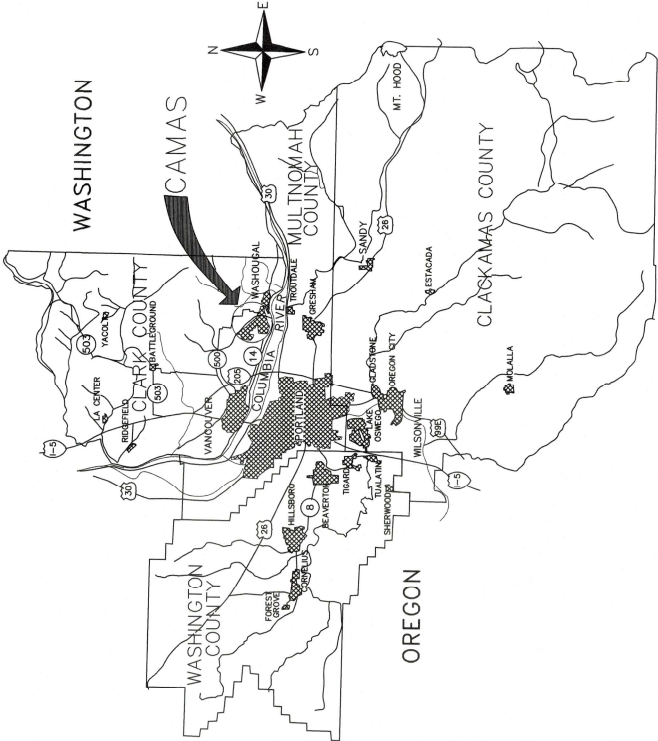 WASHINGTON
CAMAS
N
E
S
W
503
YACOLT
LA CENTER
CLARK COUNTY
RIDGEFIELD
BATTLEGROUND
503
I-5
500
14
205
VANCOUVER
COLUMBIA
RIVER
WASHOUGAL
30
30
MULTNOMAH
COUNTY
TROUTDALE
GRESHAM
PORTLAND
MT. HOOD
26
SANDY
ESTACADA
CLACKAMAS COUNTY
26
HILLSBORO
8
BEAVERTON
CORNELIUS
FOREST
GROVE
WASHINGTON
COUNTY
TIGARD
TUALATIN
SHERWOOD
LAKE
OSWEGO
GLADSTONE
OREGON CITY
WILSONVILLE
99E
I-5
MOLALLA
OREGON